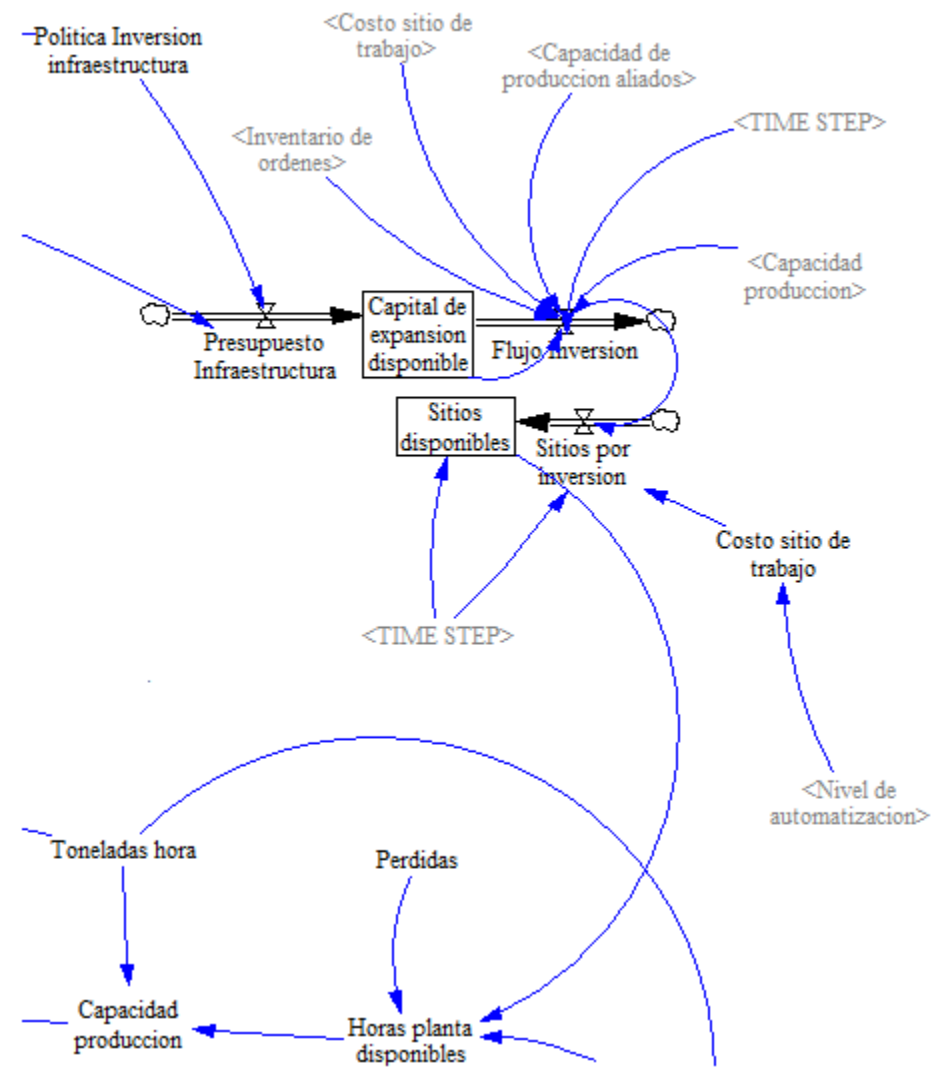 Politica Inversion
infraestructura
<Costo sitio de
trabajo>
<Capacidad de
produccion aliados>
<TIME STEP>
<Inventario de
ordenes>
<Capacidad
produccion>
Capital de
expansion
disponible
Presupuesto
Infraestructura
Flujo Inversion
Sitios
disponibles
Sitios por
inversion
Costo sitio de
trabajo
<TIME STEP>
<Nivel de
automatizacion>
Toneladas hora
Perdidas
Capacidad
produccion
Horas planta
disponibles